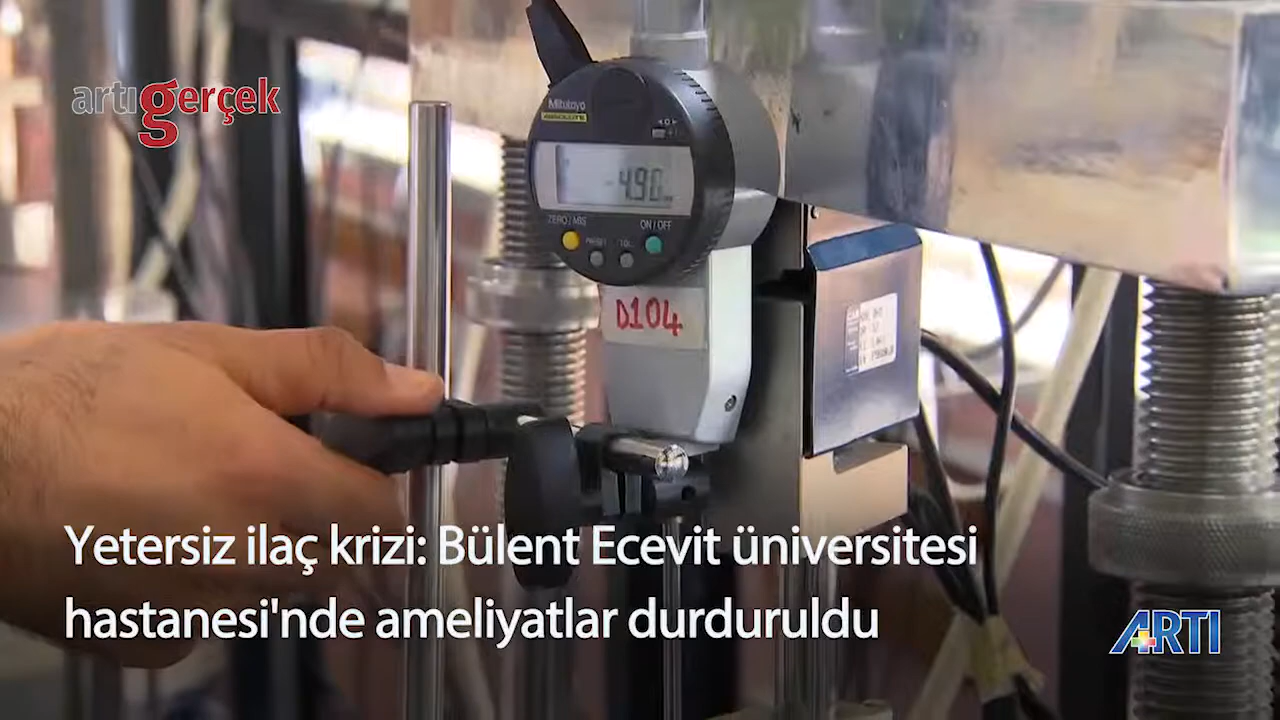 artıgerçek
Mitutoyo
ABSOLUTE
-4.90
ZERO / ABS
ON / OFF
PRESET
D104
Yetersiz ilaç krizi: Bülent Ecevit üniversitesi
hastanesi'nde ameliyatlar durduruldu
ARTI